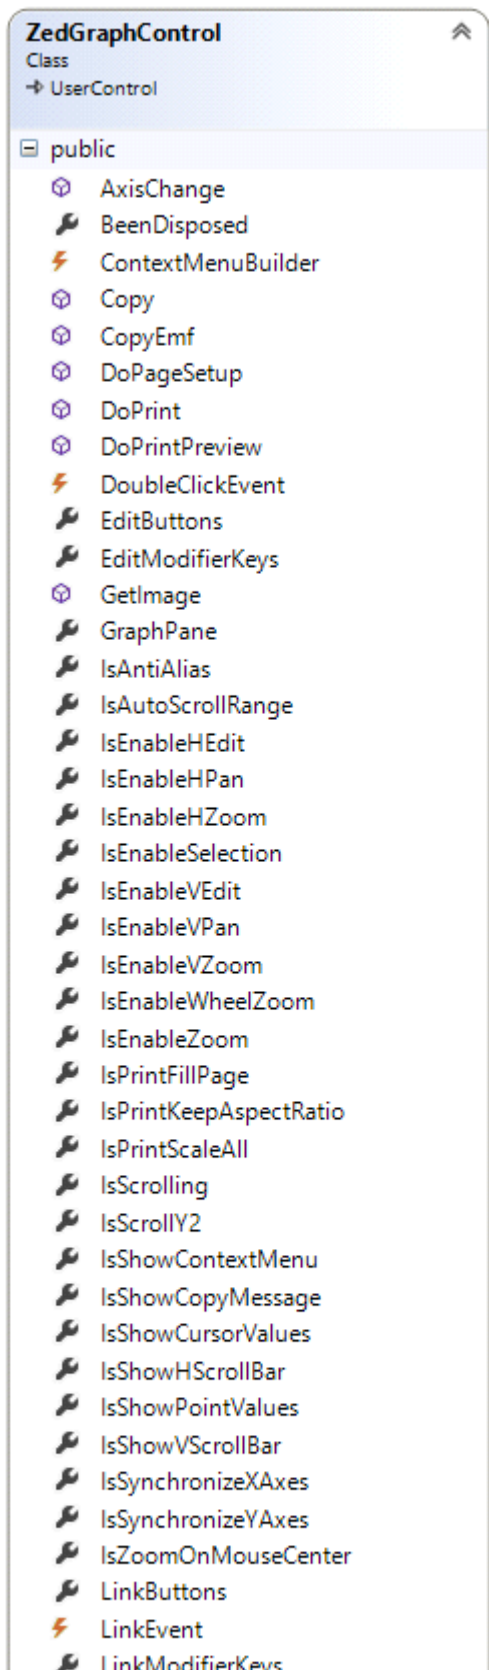 ZedGraphControl
Class
UserControl
public
AxisChange
BeenDisposed
ContextMenuBuilder
Copy
CopyEmf
DoPageSetup
DoPrint
DoPrintPreview
DoubleClickEvent
EditButtons
EditModifierKeys
GetImage
GraphPane
IsAntiAlias
IsAutoScrollRange
IsEnableHEdit
IsEnableHPan
IsEnableHZoom
IsEnableSelection
IsEnableVEdit
IsEnableVPan
IsEnableVZoom
IsEnableWheelZoom
IsEnableZoom
IsPrintFillPage
IsPrintKeepAspectRatio
IsPrintScaleAll
IsScrolling
IsScrollY2
IsShowContextMenu
IsShowCopyMessage
IsShowCursorValues
IsShowHScrollBar
IsShowPointValues
IsShowVScrollBar
IsSynchronizeXAxes
IsSynchronizeYAxes
IsZoomOnMouseCenter
LinkButtons
LinkEvent
LinkModifierKeys